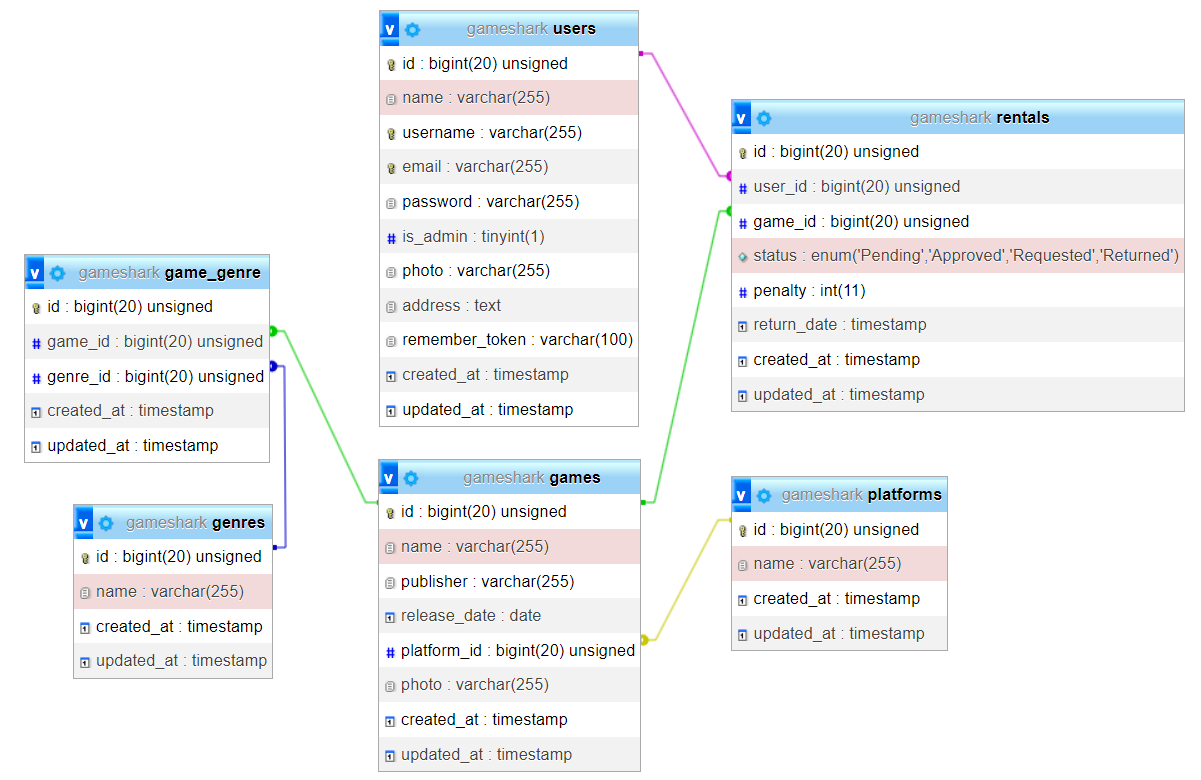 v gameshark users
id : bigint(20) unsigned
name : varchar(255)
username : varchar(255)
email : varchar(255)
password : varchar(255)
# is_admin : tinyint(1)
photo : varchar(255)
address : text
remember_token : varchar(100)
created_at : timestamp
updated_at : timestamp
v gameshark rentals
id : bigint(20) unsigned
# user_id : bigint(20) unsigned
# game_id : bigint(20) unsigned
status : enum('Pending','Approved','Requested','Returned')
# penalty : int(11)
return_date : timestamp
created_at : timestamp
updated_at : timestamp
v gameshark game_genre
id : bigint(20) unsigned
# game_id : bigint(20) unsigned
# genre_id : bigint(20) unsigned
created_at : timestamp
updated_at : timestamp
v gameshark genres
id : bigint(20) unsigned
name : varchar(255)
created_at : timestamp
updated_at : timestamp
v gameshark games
id : bigint(20) unsigned
name : varchar(255)
publisher : varchar(255)
release_date : date
# platform_id : bigint(20) unsigned
photo : varchar(255)
created_at : timestamp
updated_at : timestamp
v gameshark platforms
id : bigint(20) unsigned
name : varchar(255)
created_at : timestamp
updated_at : timestamp